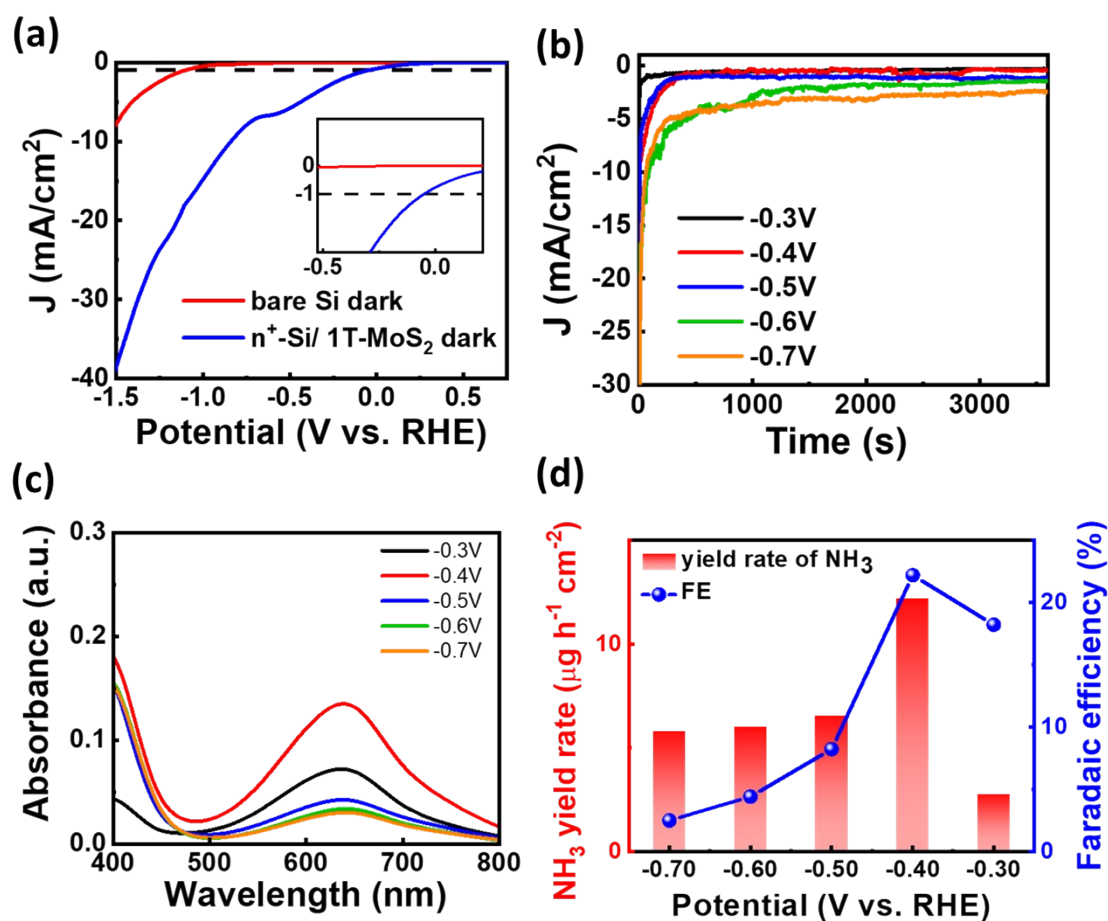 (a)
0
-10
-20
-30
-40
J (mA/cm²)
0
-1
-0.5
0.0
bare Si dark
n⁺-Si/ 1T-MoS₂ dark
-1.5
-1.0
-0.5
0.0
0.5
Potential (V vs. RHE)
(b)
0
-5
-10
-15
-20
-25
-30
J (mA/cm²)
-0.3V
-0.4V
-0.5V
-0.6V
-0.7V
0
1000
2000
3000
Time (s)
(c)
0.3
0.2
0.1
0.0
Absorbance (a.u.)
-0.3V
-0.4V
-0.5V
-0.6V
-0.7V
400
500
600
700
800
Wavelength (nm)
(d)
NH₃ yield rate (μg h⁻¹ cm⁻²)
10
0
yield rate of NH₃
FE
20
10
0
Faradaic efficiency (%)
-0.70
-0.60
-0.50
-0.40
-0.30
Potential (V vs. RHE)